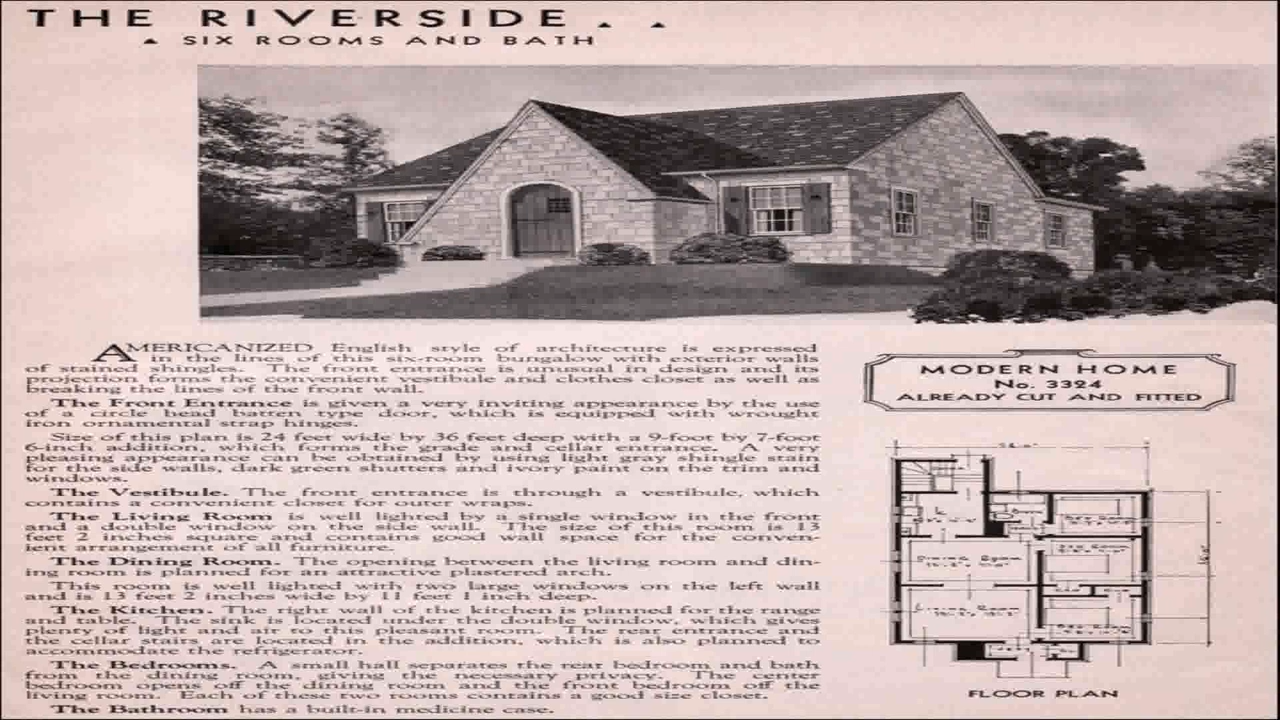 THE RIVERSIDE
SIX ROOMS AND BATH
AMERICANIZED English style of architecture is expressed
in the lines of this six-room bungalow with exterior walls
of stained shingles. The front entrance is unusual in design and its
projection forms the convenient vestibule and clothes closet as well as
breaking the lines of the front wall.
The Front Entrance is given a very inviting appearance by the use
of a circle head batten type door, which is equipped with wrought
iron ornamental strap hinges.
Size of this plan is 24 feet wide by 36 feet deep with a 9-foot by 7-foot
6-inch addition, which forms the grade and cellar entrance. A very
pleasing appearance can be obtained by using light gray shingle stain
for the side walls, dark green shutters and ivory paint on the trim and
windows.
The Vestibule. The front entrance is through a vestibule, which
contains a convenient closet for outer wraps.
The Living Room is well lighted by a single window in the front
and a double window on the side wall. The size of this room is 13
feet 2 inches square and contains good wall space for the conven-
ient arrangement of all furniture.
The Dining Room. The opening between the living room and din-
ing room is planned for an attractive plastered arch.
This room is well lighted with two large windows on the left wall
and is 13 feet 2 inches wide by 11 feet 1 inch deep.
The Kitchen. The right wall of the kitchen is planned for the range
and table. The sink is located under the double window, which gives
plenty of light and air to this pleasant room. The rear entrance and
the cellar stairs are located in the addition, which is also planned to
accommodate the refrigerator.
The Bedrooms. A small hall separates the rear bedroom and bath
from the dining room, giving the necessary privacy. The center
bedroom opens off the dining room and the front bedroom off the
living room. Each of these two rooms contains a good size closet.
The Bathroom has a built-in medicine case.
MODERN HOME
No. 3324
ALREADY CUT AND FITTED
Dining Room
Living Room
FLOOR PLAN